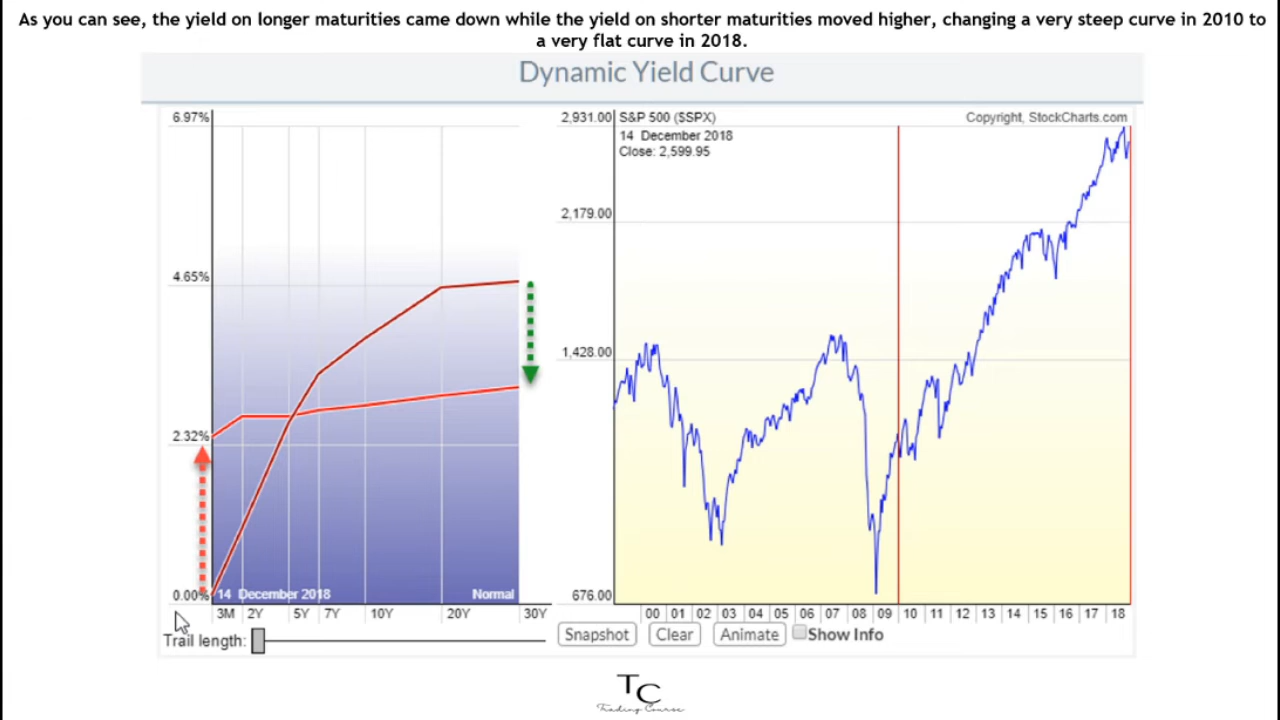 As you can see, the yield on longer maturities came down while the yield on shorter maturities moved higher, changing a very steep curve in 2010 to
a very flat curve in 2018.
Dynamic Yield Curve
6.97%
4.65%
2.32%
0.00%
14 December 2018
Normal
3M 2Y 5Y 7Y 10Y 20Y 30Y
Trail length:
2,931.00
2,179.00
1,428.00
676.00
S&P 500 ($SPX)
Copyright, StockCharts.com
14 December 2018
Close: 2,599.95
00 01 02 03 04 05 06 07 08 09 10 11 12 13 14 15 16 17 18
Snapshot
Clear
Animate
Show Info
TC
Trading Course